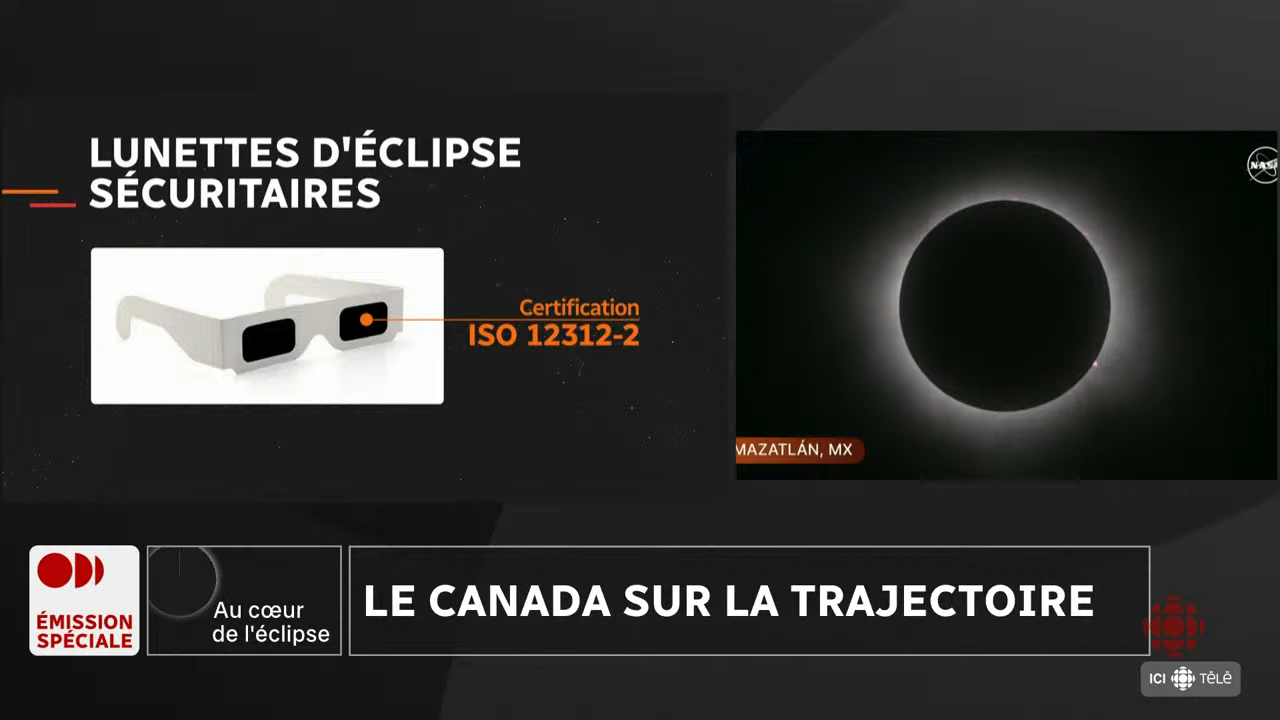 LUNETTES D'ÉCLIPSE
SÉCURITAIRES
Certification
ISO 12312-2
NASA
MAZATLÁN, MX
ÉMISSION
SPÉCIALE
Au cœur
de l'éclipse
LE CANADA SUR LA TRAJECTOIRE
ICI TÉLÉ